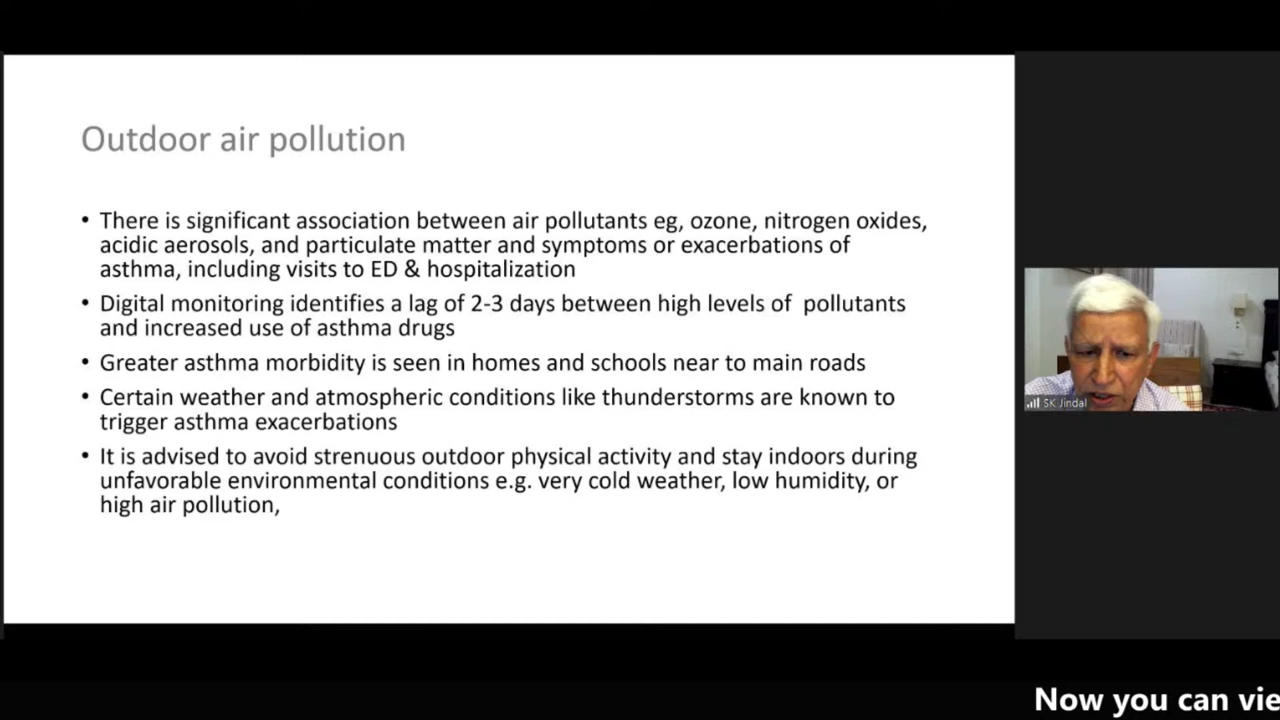 Outdoor air pollution
• There is significant association between air pollutants eg, ozone, nitrogen oxides,
acidic aerosols, and particulate matter and symptoms or exacerbations of
asthma, including visits to ED & hospitalization
• Digital monitoring identifies a lag of 2-3 days between high levels of  pollutants
and increased use of asthma drugs
• Greater asthma morbidity is seen in homes and schools near to main roads
• Certain weather and atmospheric conditions like thunderstorms are known to
trigger asthma exacerbations
• It is advised to avoid strenuous outdoor physical activity and stay indoors during
unfavorable environmental conditions e.g. very cold weather, low humidity, or
high air pollution,
SK Jindal
Now you can vie